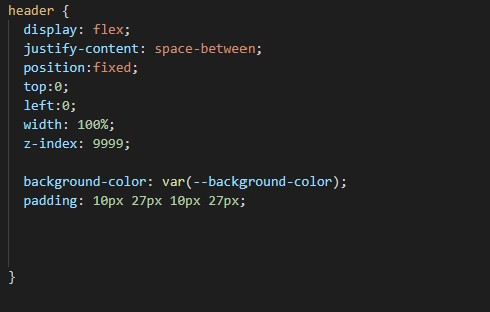 header {
display: flex;
justify-content: space-between;
position:fixed;
top:0;
left:0;
width: 100%;
z-index: 9999;
background-color: var(--background-color);
padding: 10px 27px 10px 27px;
}